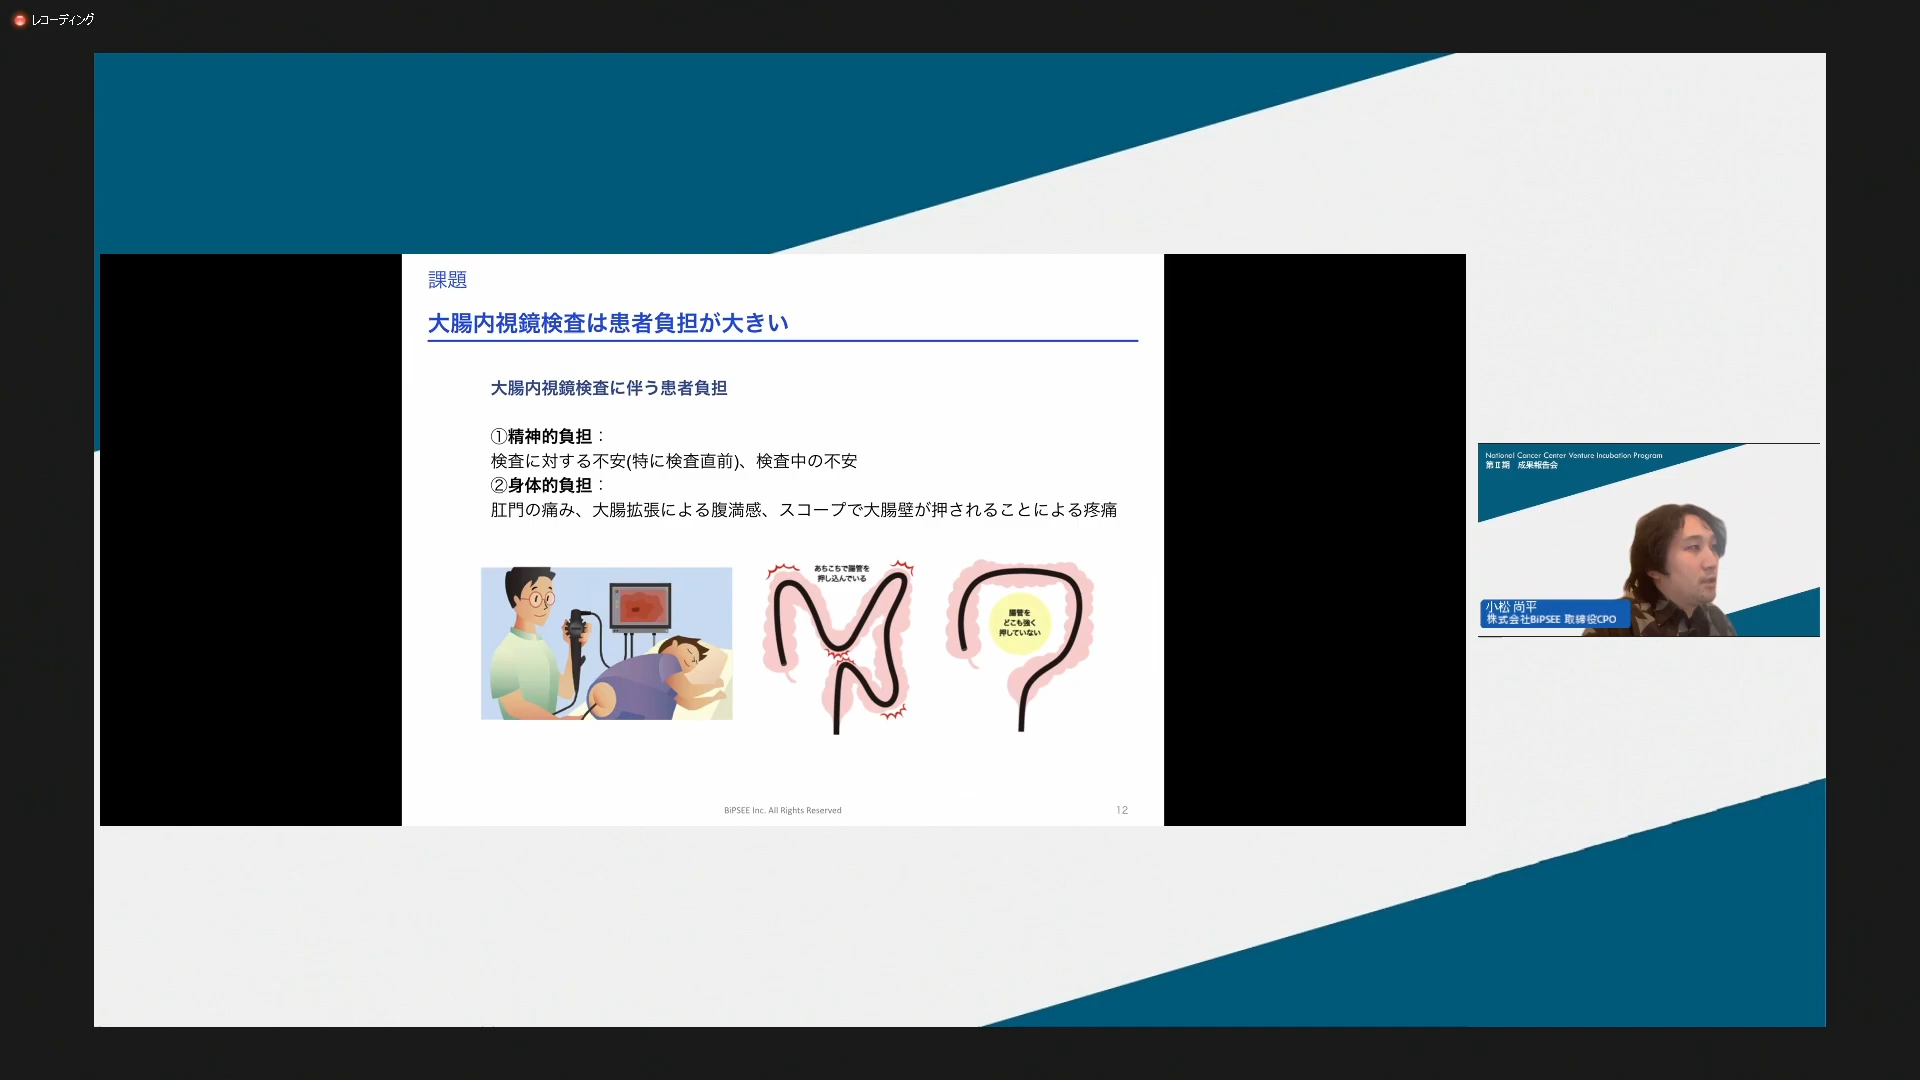 レコーディング
課題
大腸内視鏡検査は患者負担が大きい
大腸内視鏡検査に伴う患者負担
①精神的負担：
検査に対する不安(特に検査直前)、検査中の不安
②身体的負担：
肛門の痛み、大腸拡張による腹満感、スコープで大腸壁が押されることによる疼痛
あちこちで腸管を
押し込んでいる
腸管を
どこも強く
押していない
BiPSEE Inc. All Rights Reserved
12
National Cancer Center Venture Incubation Program
第Ⅱ期 成果報告会
小松 尚平
株式会社BiPSEE 取締役CPO